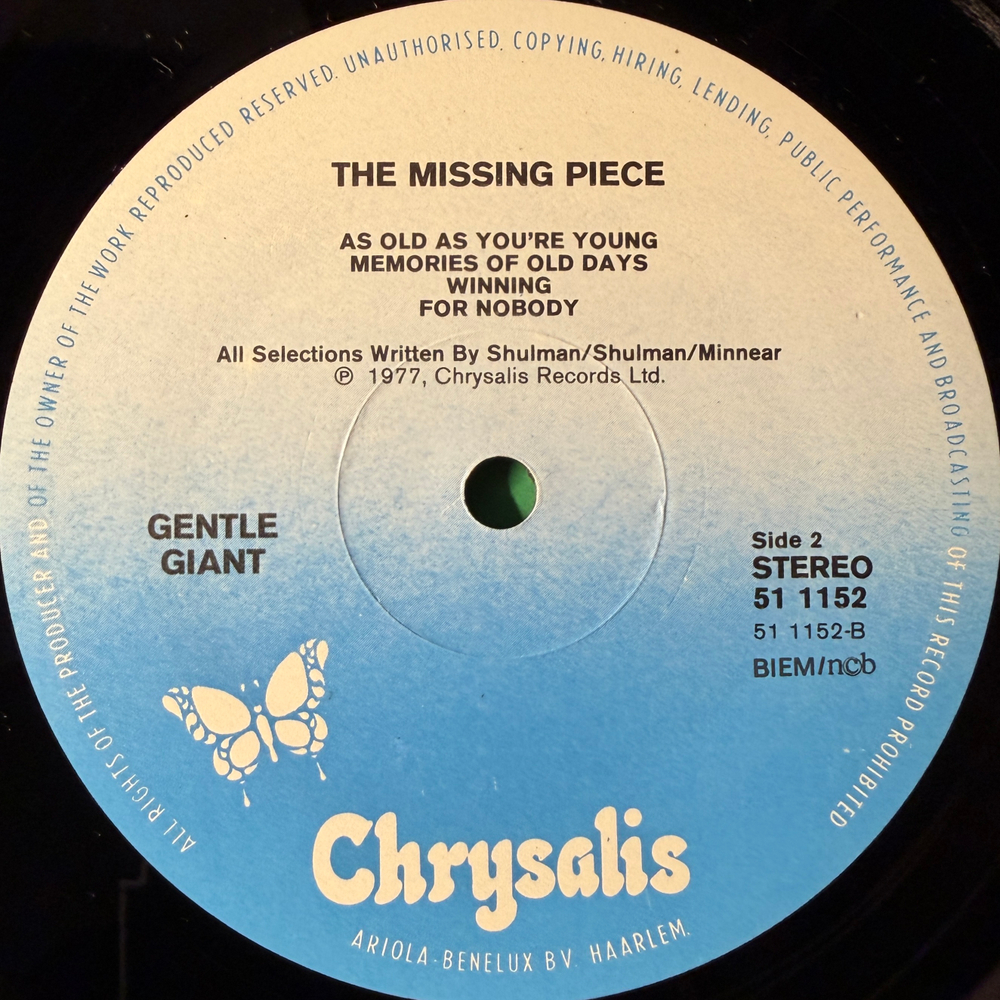 ALL RIGHTS OF THE PRODUCER AND OF THE OWNER OF THE WORK REPRODUCED RESERVED. UNAUTHORISED. COPYING, HIRING, LENDING, PUBLIC PERFORMANCE AND BROADCASTING OF THIS RECORD PROHIBITED
THE MISSING PIECE
AS OLD AS YOU'RE YOUNG
MEMORIES OF OLD DAYS
WINNING
FOR NOBODY
All Selections Written By Shulman/Shulman/Minnear
℗ 1977, Chrysalis Records Ltd.
GENTLE
GIANT
Side 2
STEREO
51 1152
51 1152-B
BIEM/n©b
Chrysalis
ARIOLA-BENELUX BV. HAARLEM.